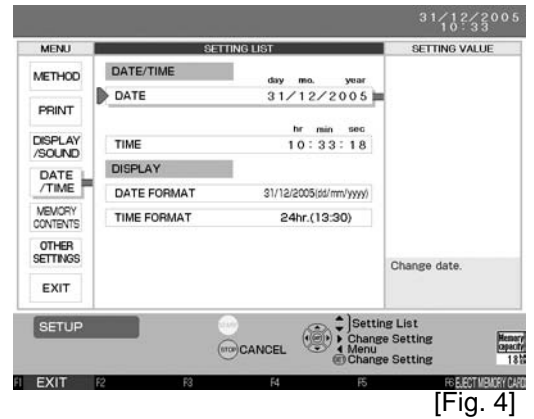 31/12/2005
10:33
MENU
SETTING LIST
SETTING VALUE
METHOD
PRINT
DISPLAY
/SOUND
DATE
/TIME
MEMORY
CONTENTS
OTHER
SETTINGS
EXIT
DATE/TIME
day mo. year
DATE 31/12/2005
hr min sec
TIME 10:33:18
DISPLAY
DATE FORMAT 31/12/2005(dd/mm/yyyy)
TIME FORMAT 24hr.(13:30)
Change date.
SETUP
START
STOP CANCEL
SET
Setting List
Change Setting
Menu
SET Change Setting
Memory
capacity
F1 EXIT F2 F3 F4 F5 F6 EJECT MEMORY CARD
[Fig. 4]